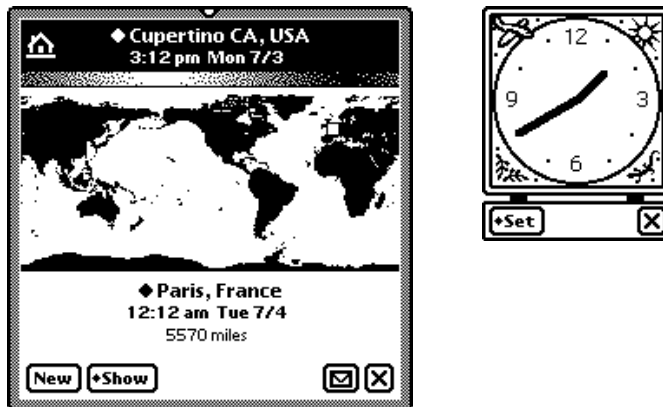 ◆Cupertino CA, USA
3:12 pm Mon 7/3
◆Paris, France
12:12 am Tue 7/4
5570 miles
New ◆Show
12
9 3
6
◆Set